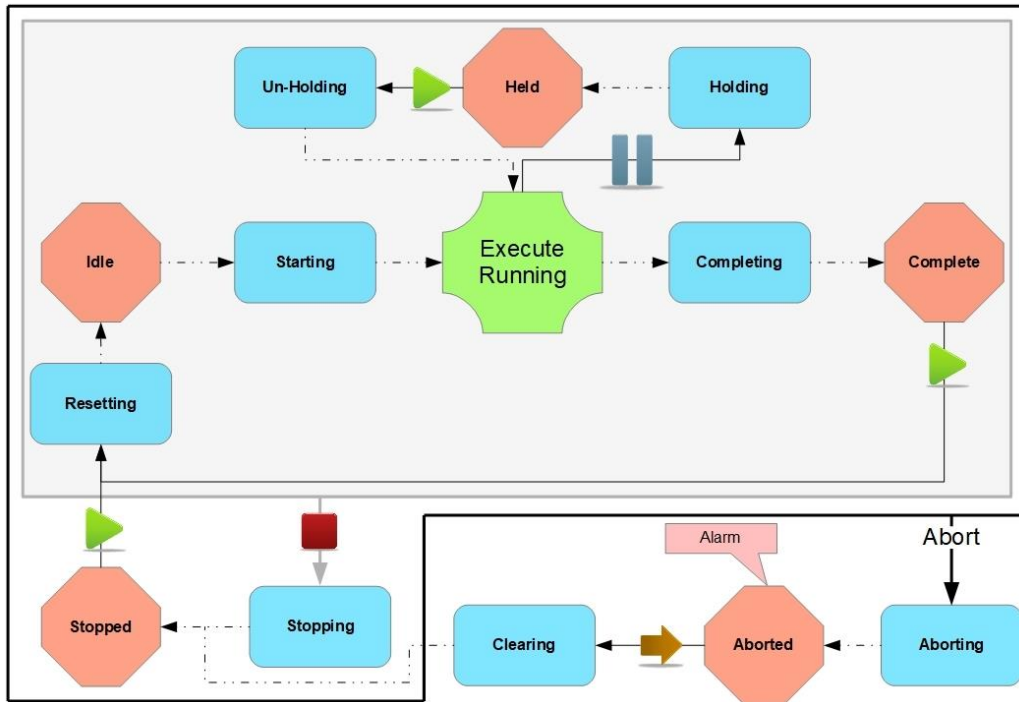 Un-Holding
Held
Holding
Idle
Starting
Execute
Running
Completing
Complete
Resetting
Alarm
Abort
Stopped
Stopping
Clearing
Aborted
Aborting